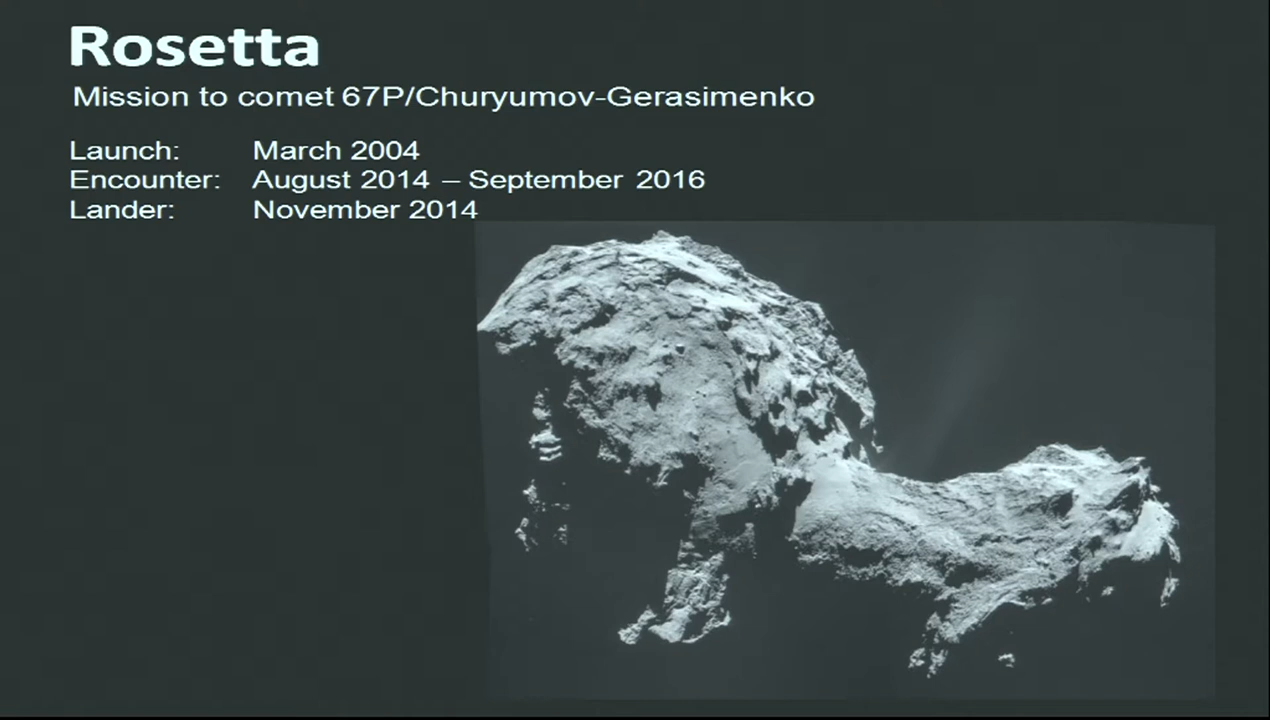 Rosetta
Mission to comet 67P/Churyumov-Gerasimenko
Launch: March 2004
Encounter: August 2014 – September 2016
Lander: November 2014